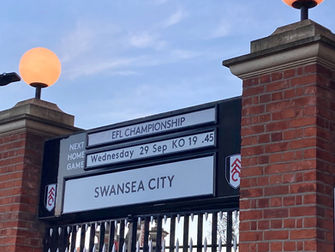 NEXT
HOME
GAME
EFL CHAMPIONSHIP
Wednesday 29 Sep KO 19 .45
SWANSEA CITY